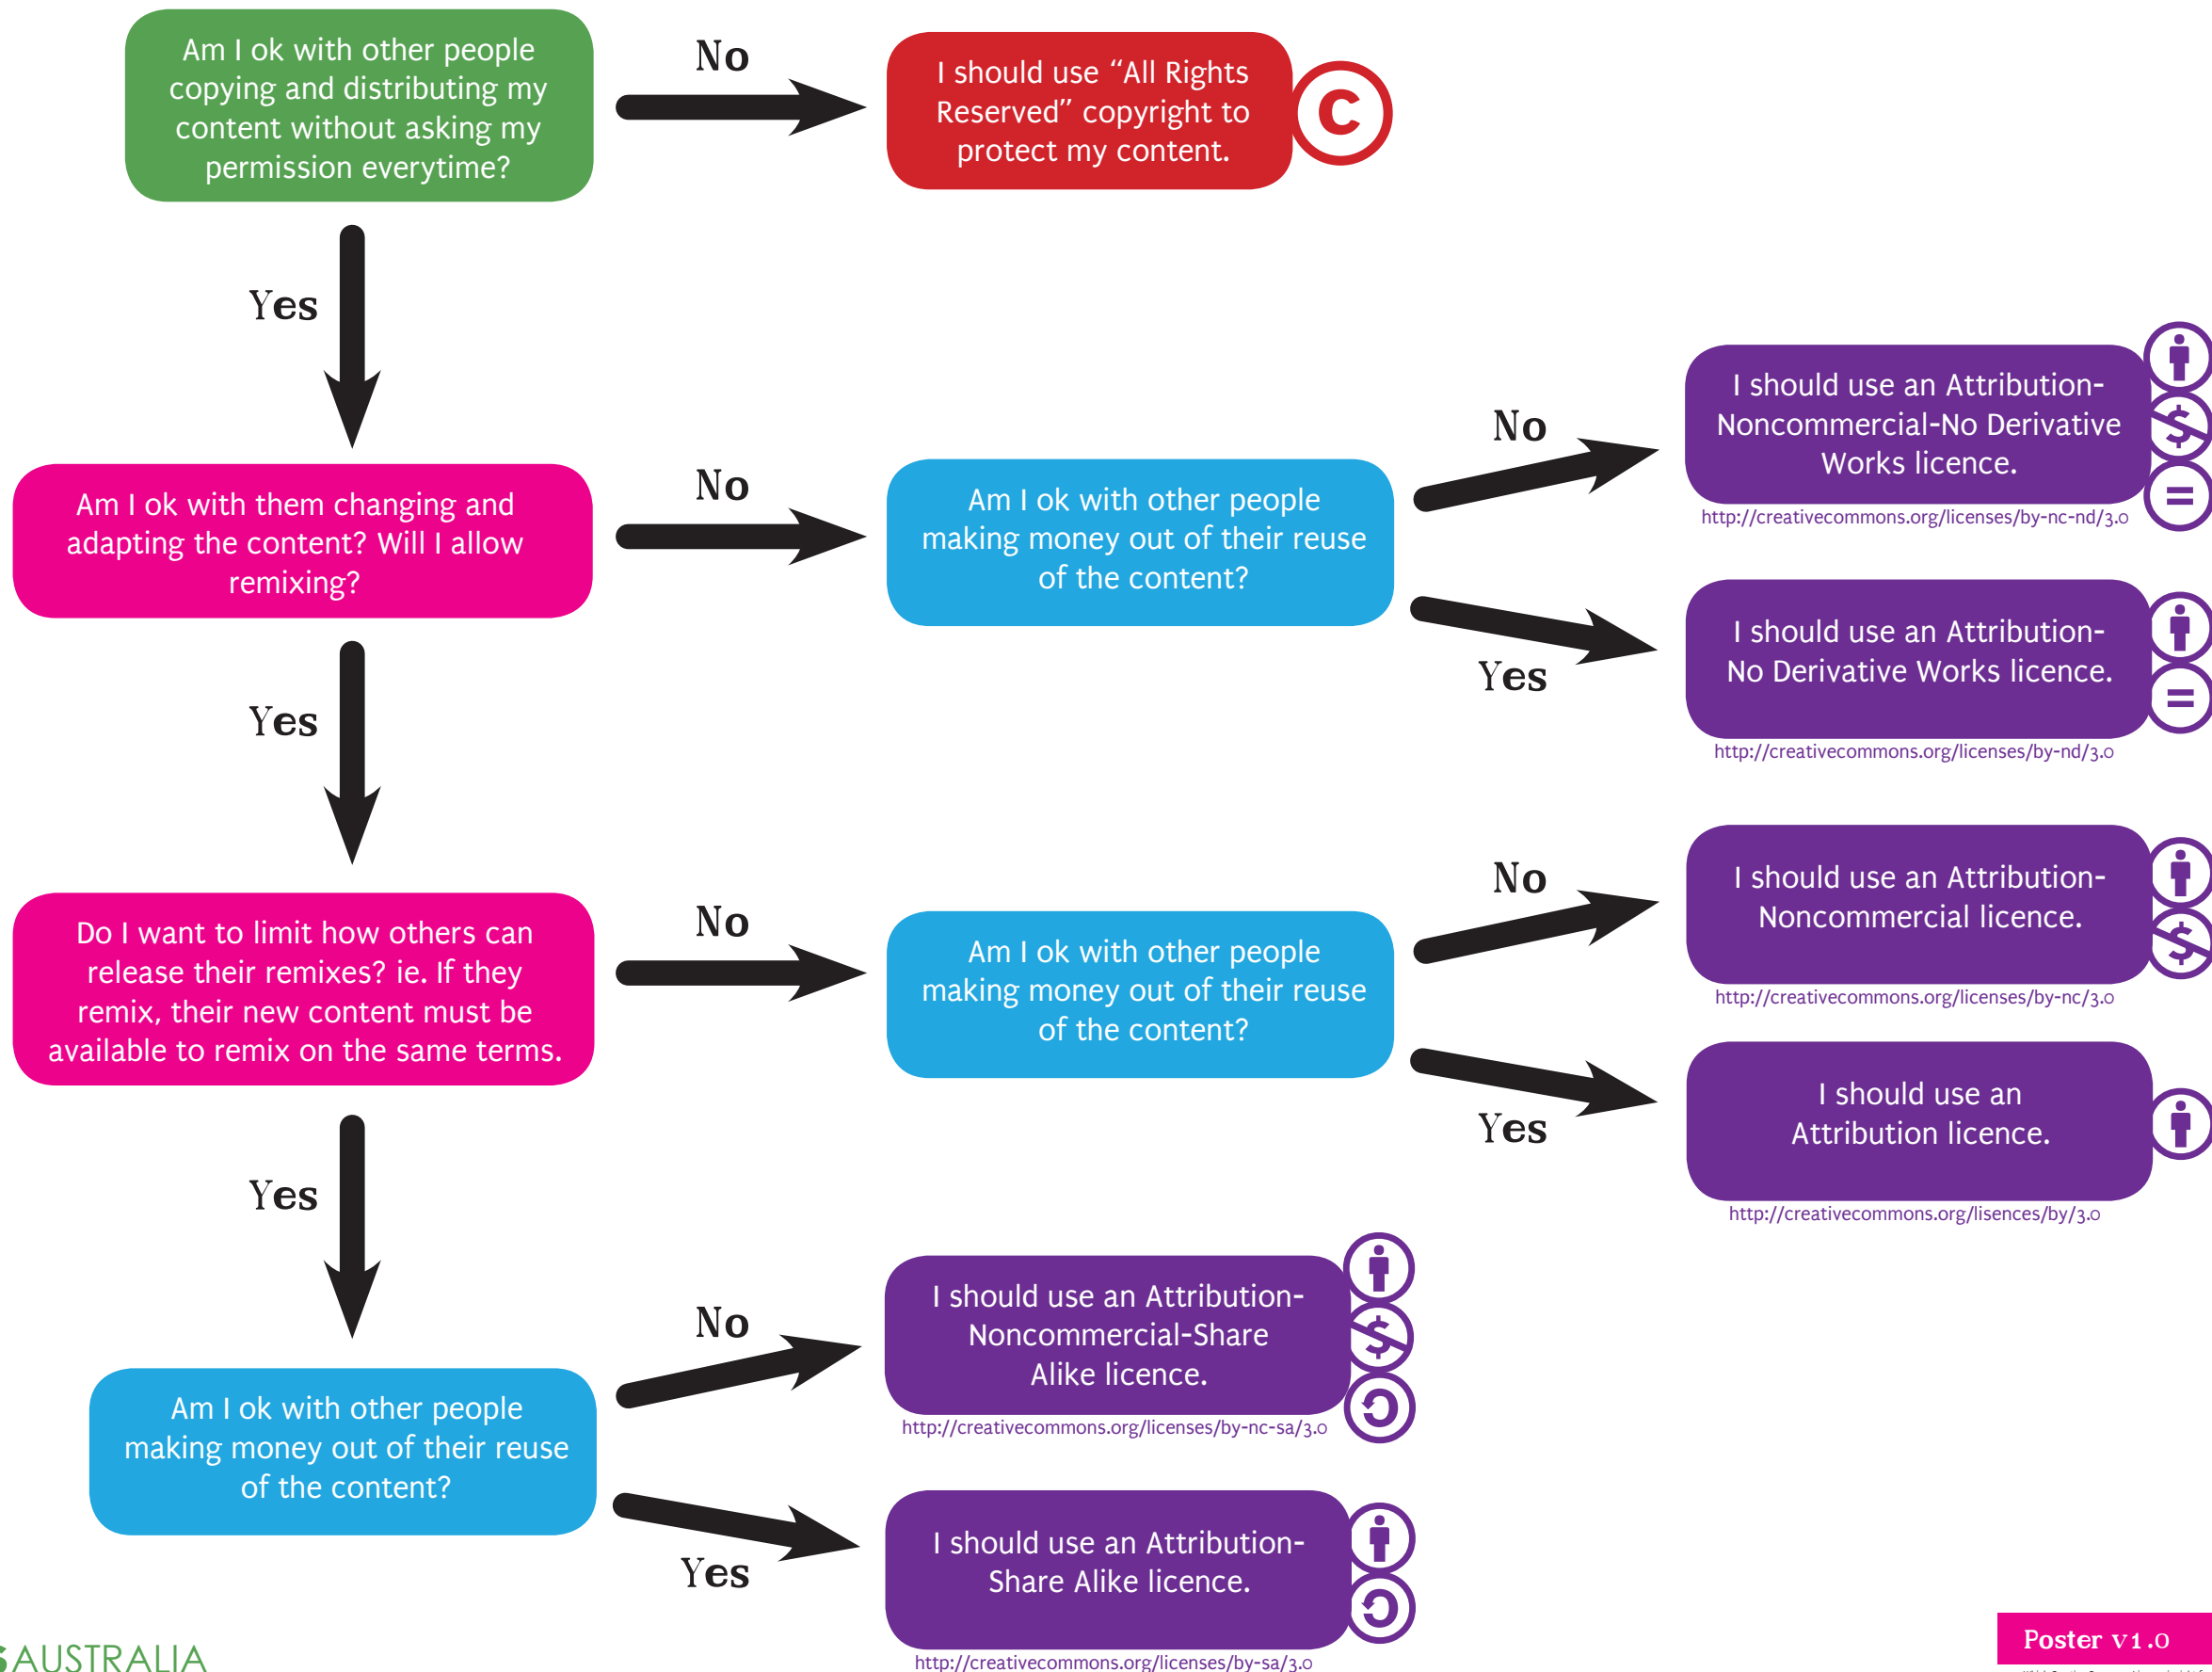 Am I ok with other people
copying and distributing my
content without asking my
permission everytime?
No
I should use “All Rights
Reserved” copyright to
protect my content.
C
Yes
Am I ok with them changing and
adapting the content? Will I allow
remixing?
No
Am I ok with other people
making money out of their reuse
of the content?
No
I should use an Attribution-
Noncommercial-No Derivative
Works licence.
$
=
http://creativecommons.org/licenses/by-nc-nd/3.0
Yes
I should use an Attribution-
No Derivative Works licence.
=
http://creativecommons.org/licenses/by-nd/3.0
Yes
Do I want to limit how others can
release their remixes? ie. If they
remix, their new content must be
available to remix on the same terms.
No
Am I ok with other people
making money out of their reuse
of the content?
No
I should use an Attribution-
Noncommercial licence.
$
http://creativecommons.org/licenses/by-nc/3.0
Yes
I should use an
Attribution licence.
http://creativecommons.org/lisences/by/3.0
Yes
Am I ok with other people
making money out of their reuse
of the content?
No
I should use an Attribution-
Noncommercial-Share
Alike licence.
$
http://creativecommons.org/licenses/by-nc-sa/3.0
Yes
I should use an Attribution-
Share Alike licence.
http://creativecommons.org/licenses/by-sa/3.0
SAUSTRALIA
Poster v1.0